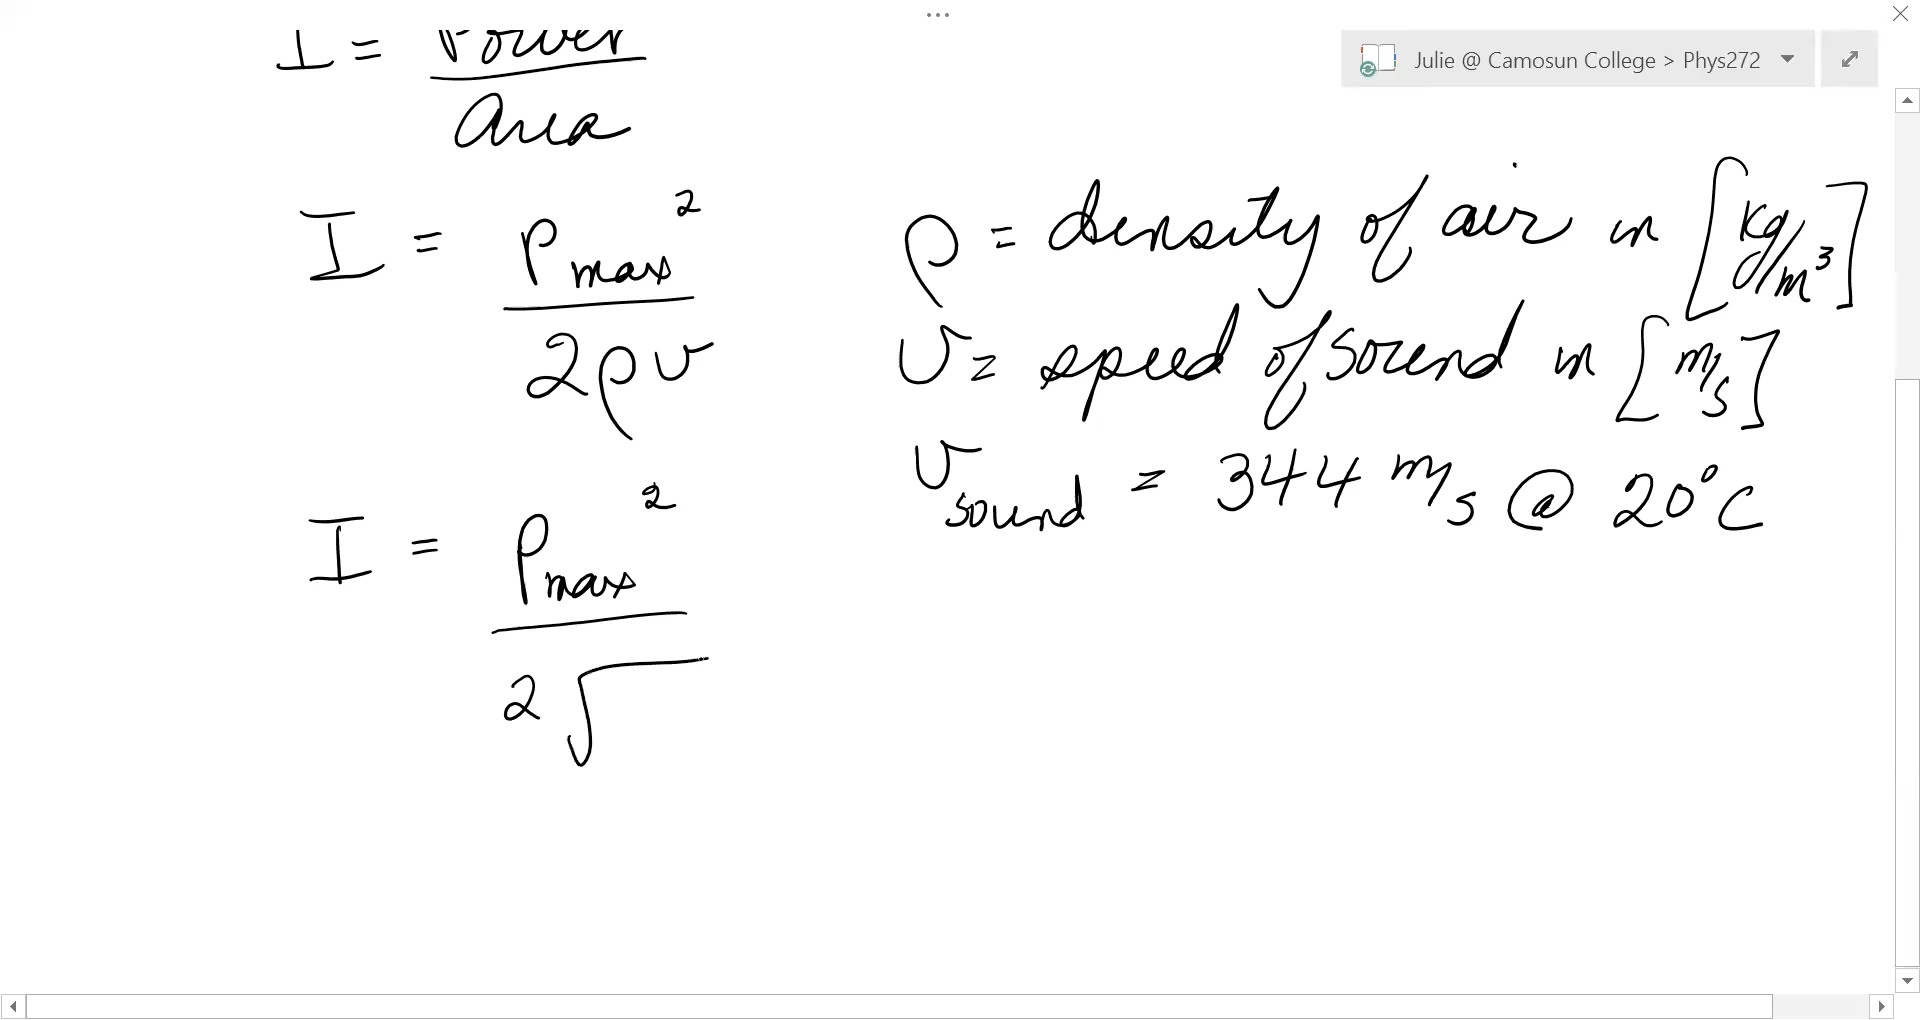 Julie @ Camosun College > Phys272
I = Power / Area
I = Pmax² / 2ρv
ρ = density of air in [kg/m³]
v = speed of sound in [m/s]
vsound = 344 m/s @ 20°C
I = Pmax² / 2√